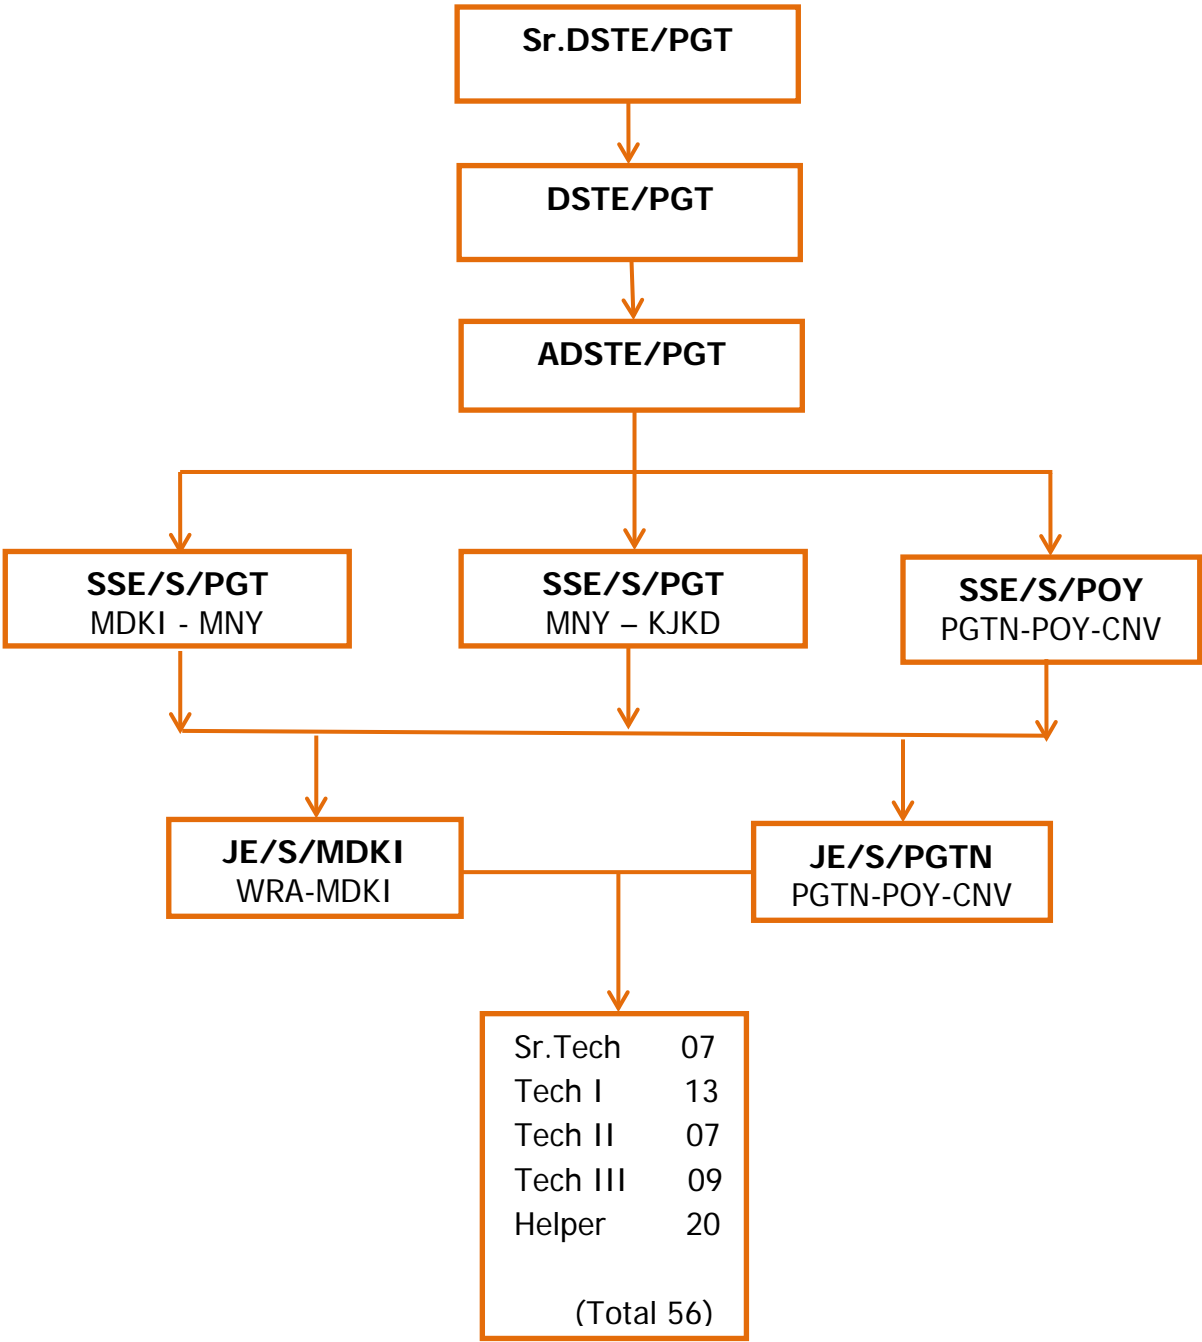 Sr.DSTE/PGT
DSTE/PGT
ADSTE/PGT
SSE/S/PGT
MDKI - MNY
SSE/S/PGT
MNY – KJKD
SSE/S/POY
PGTN-POY-CNV
JE/S/MDKI
WRA-MDKI
JE/S/PGTN
PGTN-POY-CNV
Sr.Tech 07
Tech I 13
Tech II 07
Tech III 09
Helper 20
(Total 56)